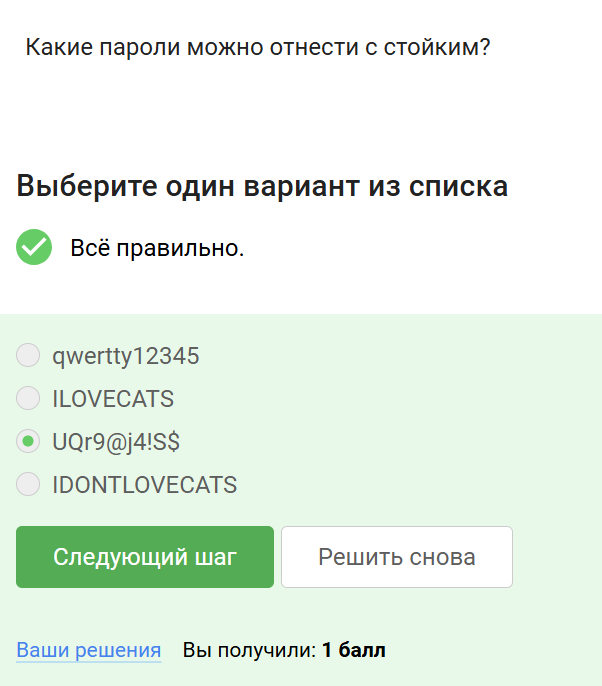 Какие пароли можно отнести с стойким?
Выберите один вариант из списка
Всё правильно.
qwertty12345
ILOVECATS
UQr9@j4!S$
IDONTLOVECATS
Следующий шаг
Решить снова
Ваши решения Вы получили: 1 балл